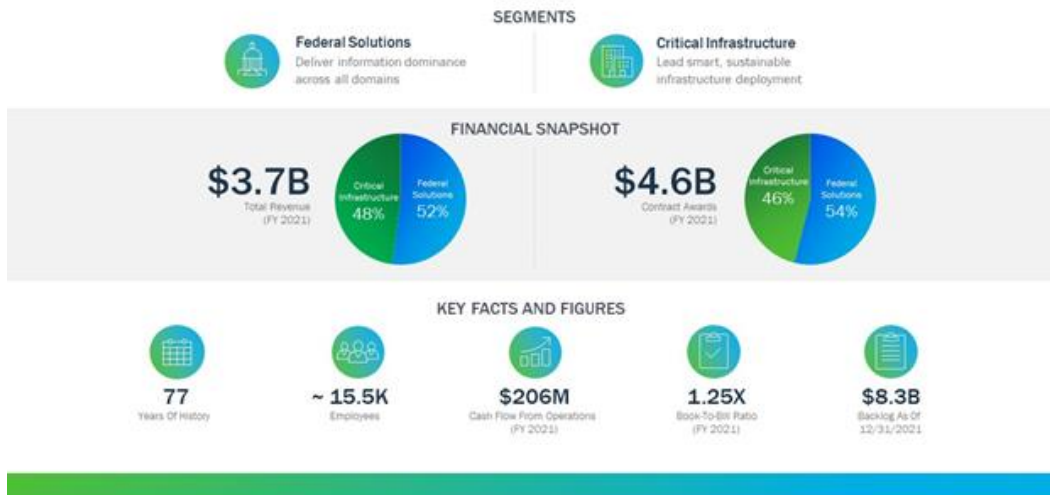 SEGMENTS
Federal Solutions
Deliver information dominance
across all domains
Critical Infrastructure
Lead smart, sustainable
infrastructure deployment
FINANCIAL SNAPSHOT
$3.7B
Total Revenue
(FY 2021)
Critical
Infrastructure
48%
Federal
Solutions
52%
$4.6B
Contract Awards
(FY 2021)
Critical
Infrastructure
46%
Federal
Solutions
54%
KEY FACTS AND FIGURES
77
Years Of History
~ 15.5K
Employees
$206M
Cash Flow From Operations
(FY 2021)
1.25X
Book-To-Bill Ratio
(FY 2021)
$8.3B
Backlog As Of
12/31/2021